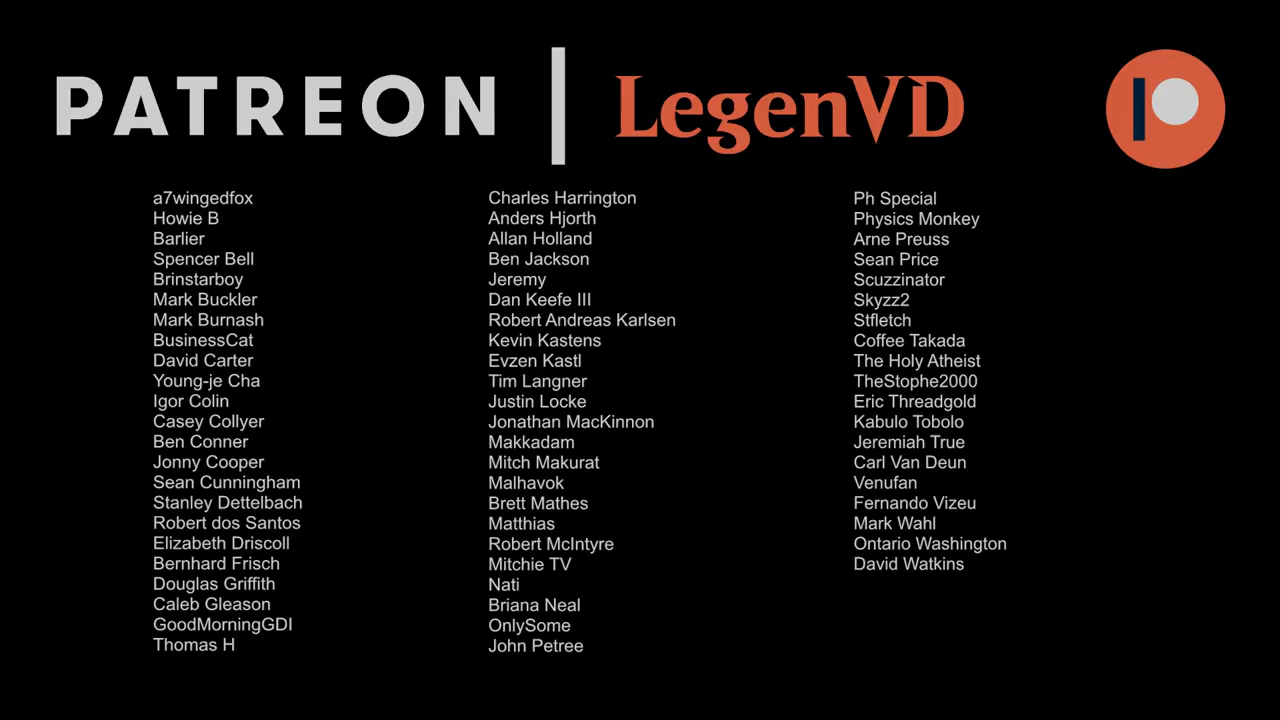 PATREON | LegenVD
a7wingedfox
Howie B
Barlier
Spencer Bell
Brinstarboy
Mark Buckler
Mark Burnash
BusinessCat
David Carter
Young-je Cha
Igor Colin
Casey Collyer
Ben Conner
Jonny Cooper
Sean Cunningham
Stanley Dettelbach
Robert dos Santos
Elizabeth Driscoll
Bernhard Frisch
Douglas Griffith
Caleb Gleason
GoodMorningGDI
Thomas H
Charles Harrington
Anders Hjorth
Allan Holland
Ben Jackson
Jeremy
Dan Keefe III
Robert Andreas Karlsen
Kevin Kastens
Evzen Kastl
Tim Langner
Justin Locke
Jonathan MacKinnon
Makkadam
Mitch Makurat
Malhavok
Brett Mathes
Matthias
Robert McIntyre
Mitchie TV
Nati
Briana Neal
OnlySome
John Petree
Ph Special
Physics Monkey
Arne Preuss
Sean Price
Scuzzinator
Skyzz2
Stfletch
Coffee Takada
The Holy Atheist
TheStophe2000
Eric Threadgold
Kabulo Tobolo
Jeremiah True
Carl Van Deun
Venufan
Fernando Vizeu
Mark Wahl
Ontario Washington
David Watkins